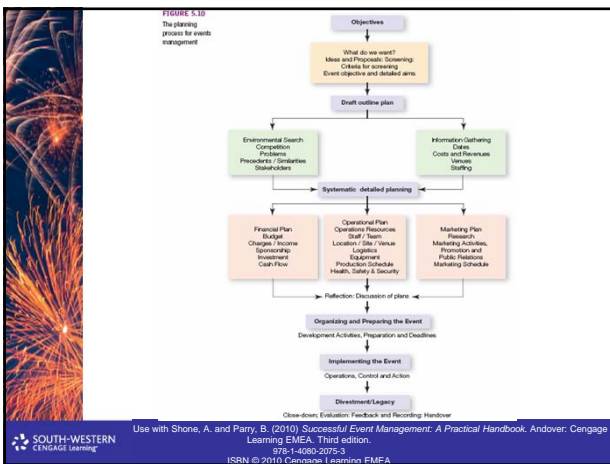 FIGURE 5.10
The planning
process for events
management
Objectives
What do we want?
Ideas and Proposals: Screening:
Criteria for screening
Event objective and detailed aims.
Draft outline plan
Environmental Search
Competition
Problems
Precedents / Similarities
Stakeholders
Information Gathering
Dates
Costs and Revenues
Venues
Staffing
Systematic detailed planning
Financial Plan
Budget
Charges / Income
Sponsorship
Investment
Cash Flow
Operational Plan
Operations Resources
Staff / Team
Location / Site / Venue
Logistics
Equipment
Production Schedule
Health, Safety & Security
Marketing Plan
Research
Marketing Activities,
Promotion and
Public Relations
Marketing Schedule
Reflection: Discussion of plans
Organizing and Preparing the Event
Development Activities, Preparation and Deadlines
Implementing the Event
Operations, Control and Action
Divestment/Legacy
Close-down; Evaluation: Feedback and Recording: Handover
SOUTH-WESTERN
CENGAGE Learning
Use with Shone, A. and Parry, B. (2010) Successful Event Management: A Practical Handbook. Andover: Cengage
Learning EMEA. Third edition.
978-1-4080-2075-3
ISBN © 2010 Cengage Learning EMEA